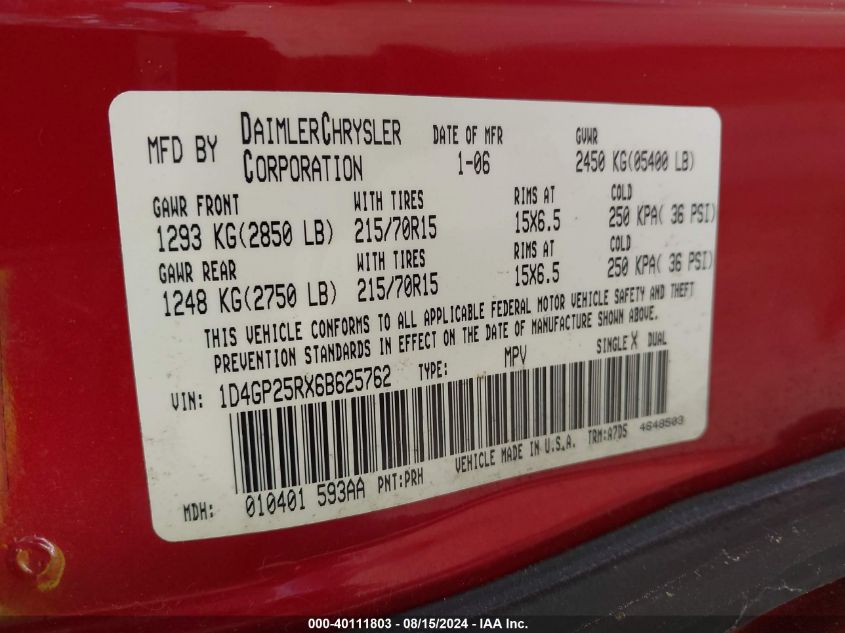 MFD BY DAIMLERCHRYSLER CORPORATION DATE OF MFR 1-06 GVWR 2450 KG(05400 LB)
GAWR FRONT WITH TIRES RIMS AT COLD
1293 KG(2850 LB) 215/70R15 15X6.5 250 KPA( 36 PSI)
GAWR REAR WITH TIRES RIMS AT COLD
1248 KG(2750 LB) 215/70R15 15X6.5 250 KPA( 36 PSI)
THIS VEHICLE CONFORMS TO ALL APPLICABLE FEDERAL MOTOR VEHICLE SAFETY AND THEFT
PREVENTION STANDARDS IN EFFECT ON THE DATE OF MANUFACTURE SHOWN ABOVE.
VIN: 1D4GP25RX6B625762 TYPE: MPV SINGLE X DUAL
MDH: 010401 593AA PNT:PRH VEHICLE MADE IN U.S.A. TRM:A7D5 4648503
000-40111803 - 08/15/2024 - IAAI Inc.